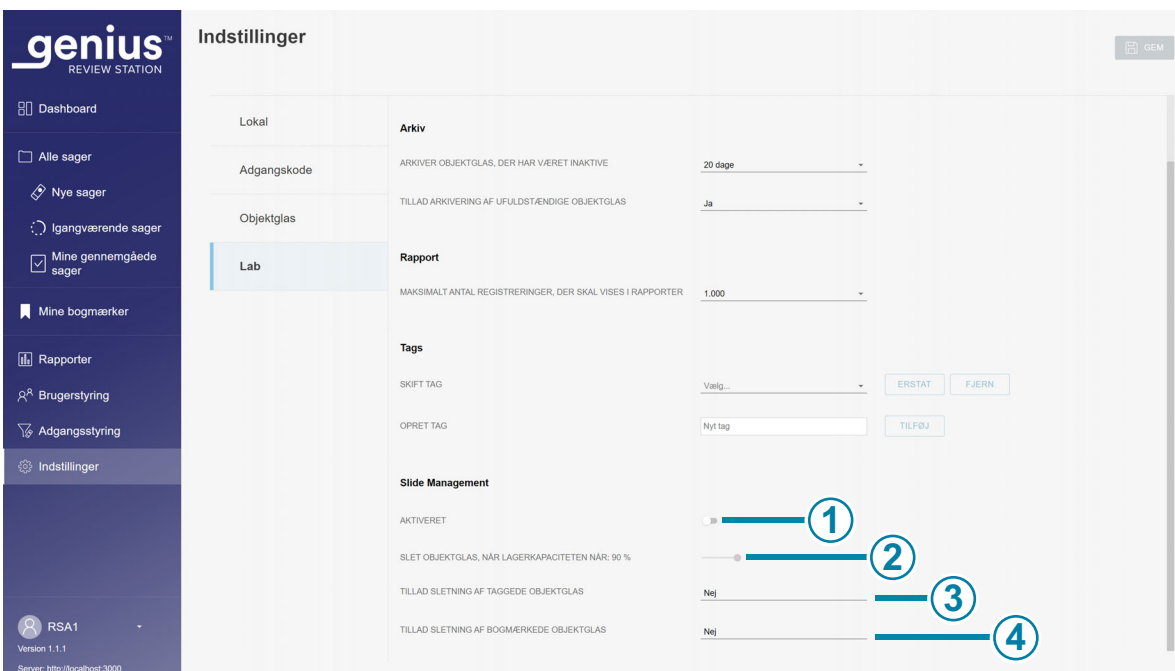 genius™
REVIEW STATION
Dashboard
Alle sager
Nye sager
Igangværende sager
Mine gennemgåede
sager
Mine bogmærker
Rapporter
Brugerstyring
Adgangsstyring
Indstillinger
RSA1
Version 1.1.1
Server: http://localhost:3000
Indstillinger
GEM
Lokal
Adgangskode
Objektglas
Lab
Arkiv
ARKIVER OBJEKTGLAS, DER HAR VÆRET INAKTIVE 20 dage
TILLAD ARKIVERING AF UFULDSTÆNDIGE OBJEKTGLAS Ja
Rapport
MAKSIMALT ANTAL REGISTRERINGER, DER SKAL VISES I RAPPORTER 1.000
Tags
SKIFT TAG Vælg... ERSTAT FJERN
OPRET TAG Nyt tag TILFØJ
Slide Management
AKTIVERET 1
SLET OBJEKTGLAS, NÅR LAGERKAPACITETEN NÅR: 90 % 2
TILLAD SLETNING AF TAGGEDE OBJEKTGLAS Nej 3
TILLAD SLETNING AF BOGMÆRKEDE OBJEKTGLAS Nej 4